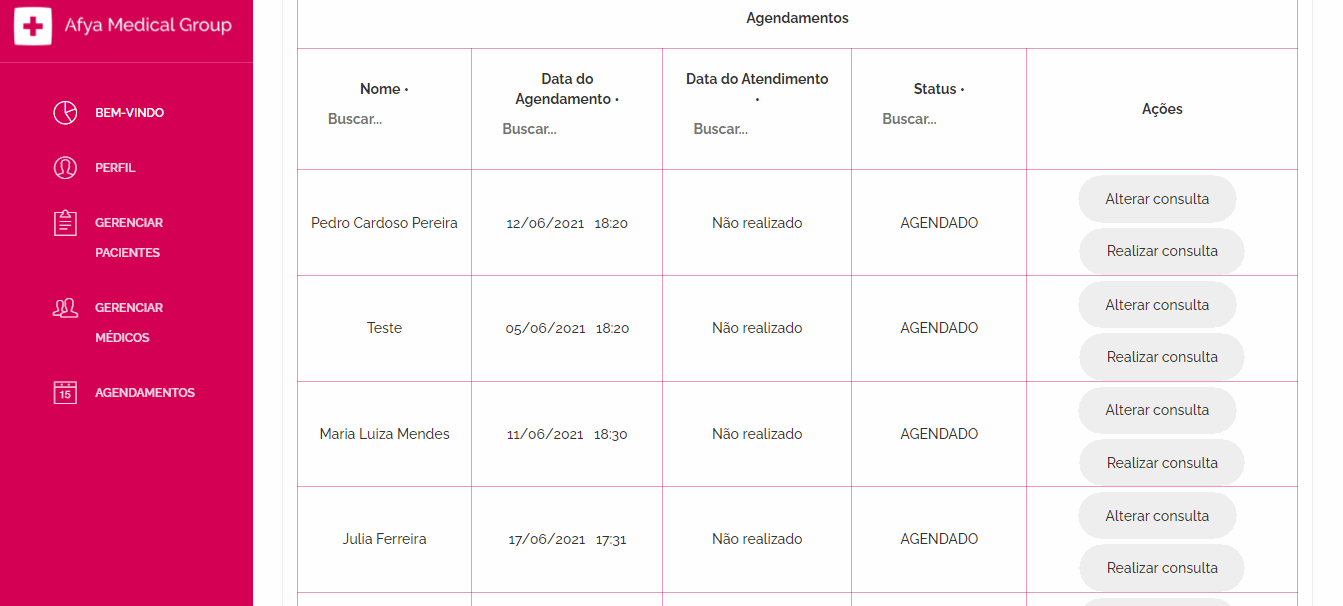 Afya Medical Group
BEM-VINDO
PERFIL
GERENCIAR
PACIENTES
GERENCIAR
MÉDICOS
15
AGENDAMENTOS
Agendamentos
Nome •
Buscar...
Data do
Agendamento •
Buscar...
Data do Atendimento
•
Buscar...
Status •
Buscar...
Ações
Pedro Cardoso Pereira
12/06/2021 18:20
Não realizado
AGENDADO
Alterar consulta
Realizar consulta
Teste
05/06/2021 18:20
Não realizado
AGENDADO
Alterar consulta
Realizar consulta
Maria Luiza Mendes
11/06/2021 18:30
Não realizado
AGENDADO
Alterar consulta
Realizar consulta
Julia Ferreira
17/06/2021 17:31
Não realizado
AGENDADO
Alterar consulta
Realizar consulta